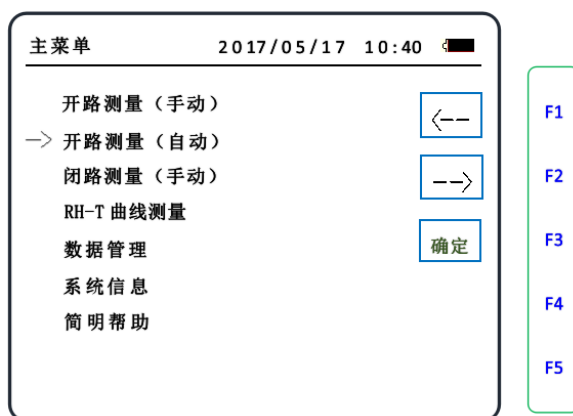 主菜单 2017/05/17 10:40
开路测量（手动）
<--
F1
--> 开路测量（自动）
闭路测量（手动）
-->
F2
RH-T 曲线测量
数据管理
确定
F3
系统信息
F4
简明帮助
F5